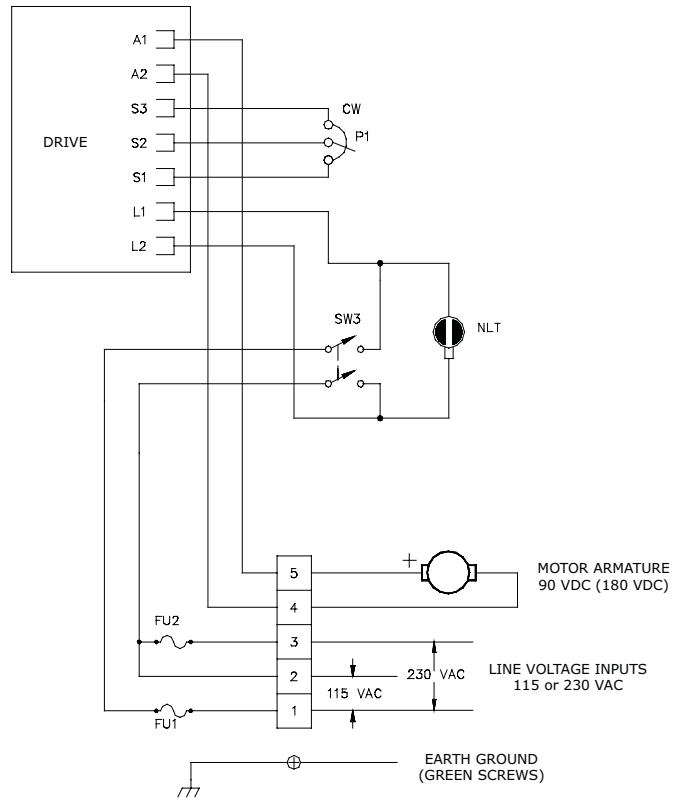 A1
A2
S3
CW
P1
DRIVE
S2
S1
L1
L2
SW3
NLT
+
5
MOTOR ARMATURE
90 VDC (180 VDC)
4
FU2
3
2
230 VAC
LINE VOLTAGE INPUTS
115 or 230 VAC
115 VAC
1
FU1
EARTH GROUND
(GREEN SCREWS)